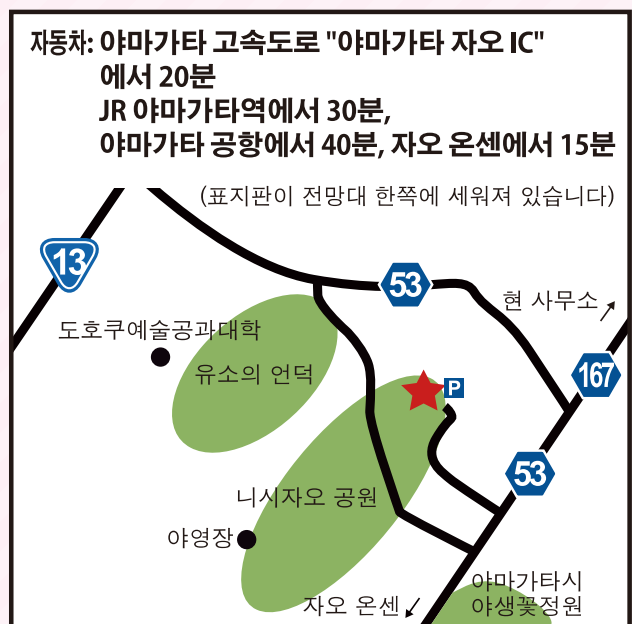 자동차: 야마가타 고속도로 "야마가타 자오 IC"
에서 20분
JR 야마가타역에서 30분,
야마가타 공항에서 40분, 자오 온센에서 15분
(표지판이 전망대 한쪽에 세워져 있습니다)
13
53
현 사무소
도호쿠예술공과대학
유소의 언덕
167
P
53
니시자오 공원
야영장
야마가타시
야생꽃정원
자오 온센